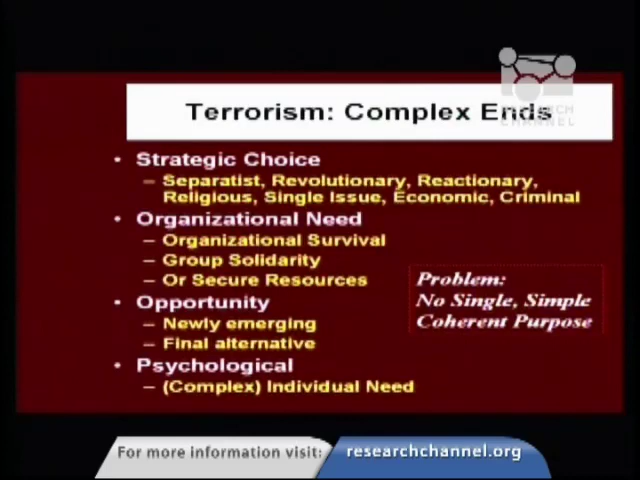 RESEARCH
CHANNEL
Terrorism: Complex Ends
• Strategic Choice
– Separatist, Revolutionary, Reactionary,
Religious, Single Issue, Economic, Criminal
• Organizational Need
– Organizational Survival
– Group Solidarity
– Or Secure Resources
Problem:
No Single, Simple
Coherent Purpose
• Opportunity
– Newly emerging
– Final alternative
• Psychological
– (Complex) Individual Need
For more information visit:
researchchannel.org